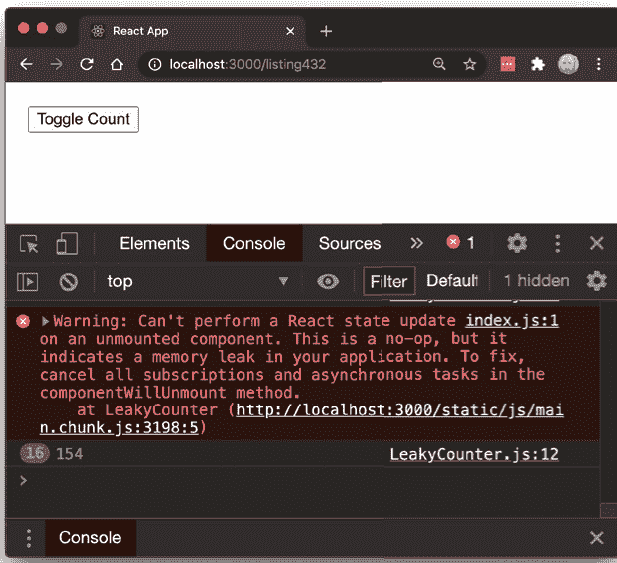 React App
localhost:3000/listing432
Toggle Count
Elements Console Sources 1
top Filter Default 1 hidden
Warning: Can't perform a React state update index.js:1
on an unmounted component. This is a no-op, but it
indicates a memory leak in your application. To fix,
cancel all subscriptions and asynchronous tasks in the
componentWillUnmount method.
at LeakyCounter (http://localhost:3000/static/js/mai
n.chunk.js:3198:5)
16 154 LeakyCounter.js:12
Console